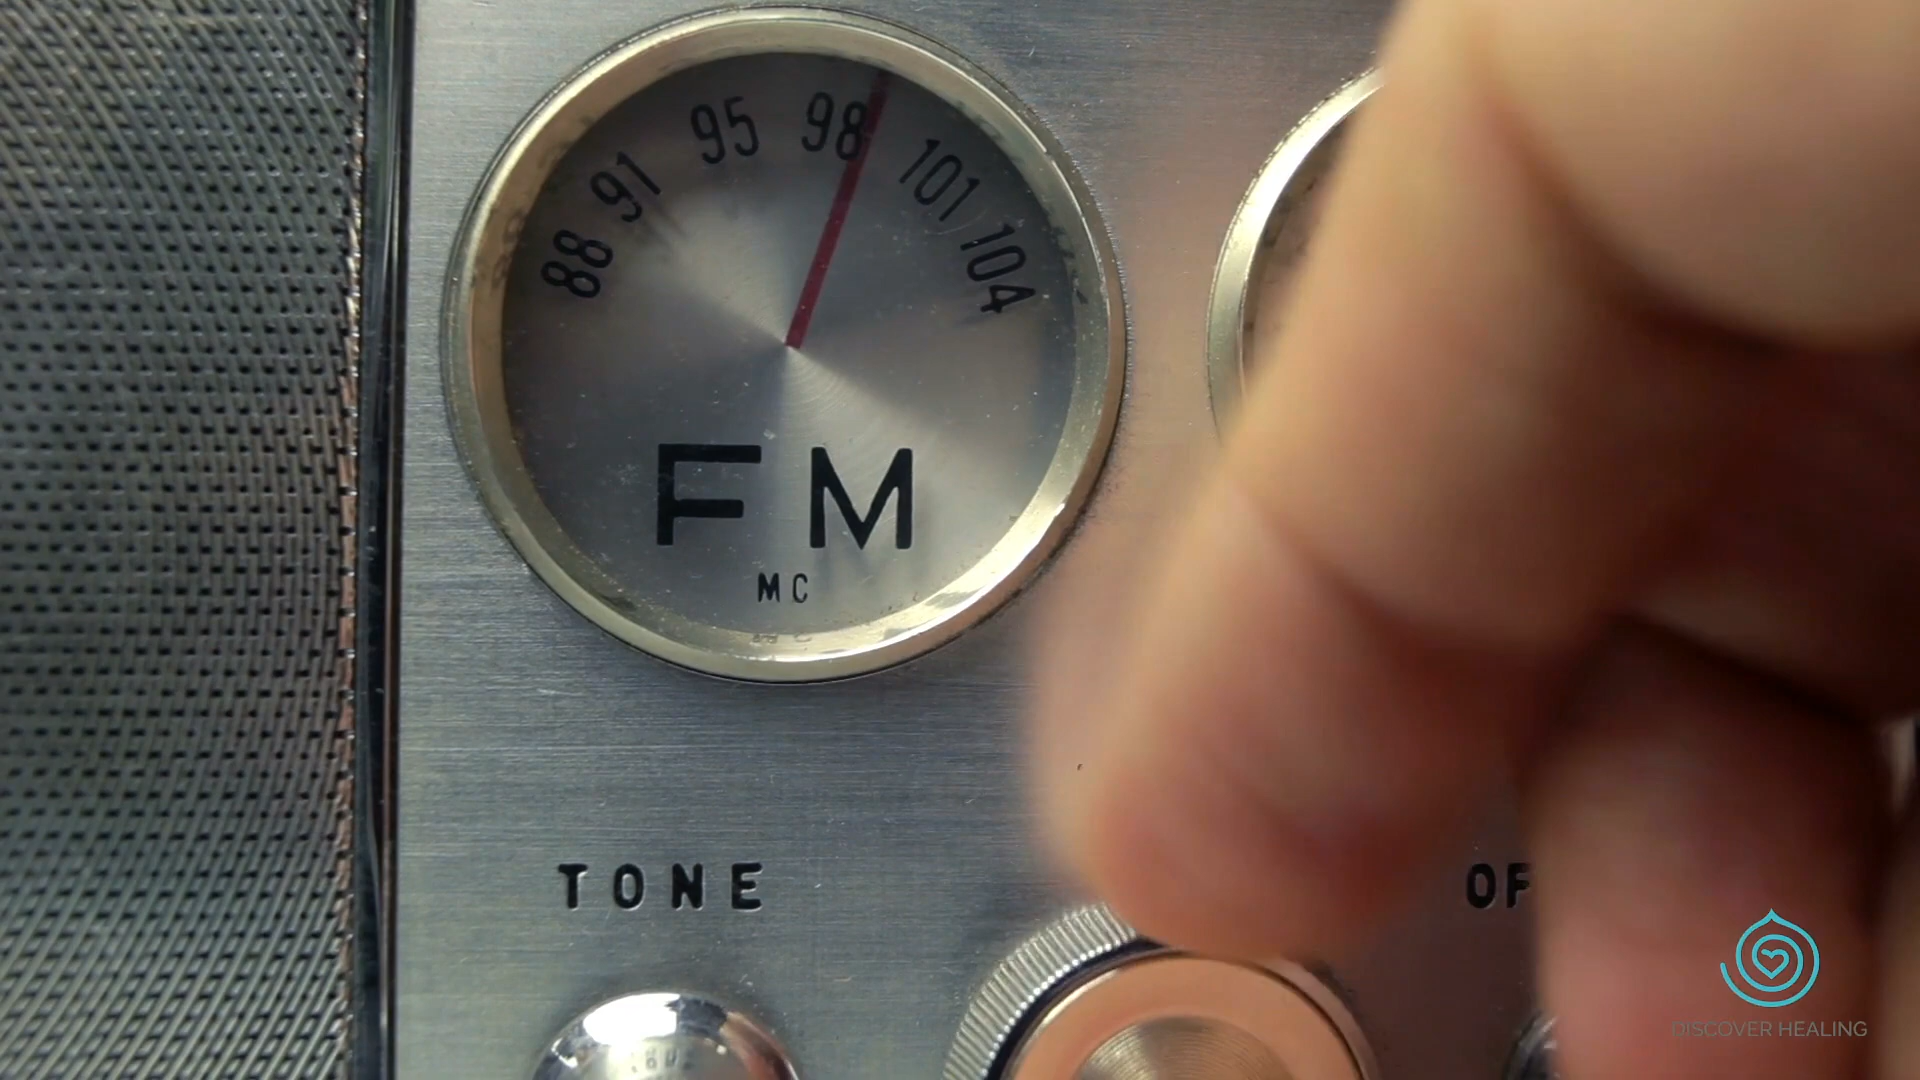 88 91 95 98 101 104
FM
MC
TONE
OF
DISCOVER HEALING